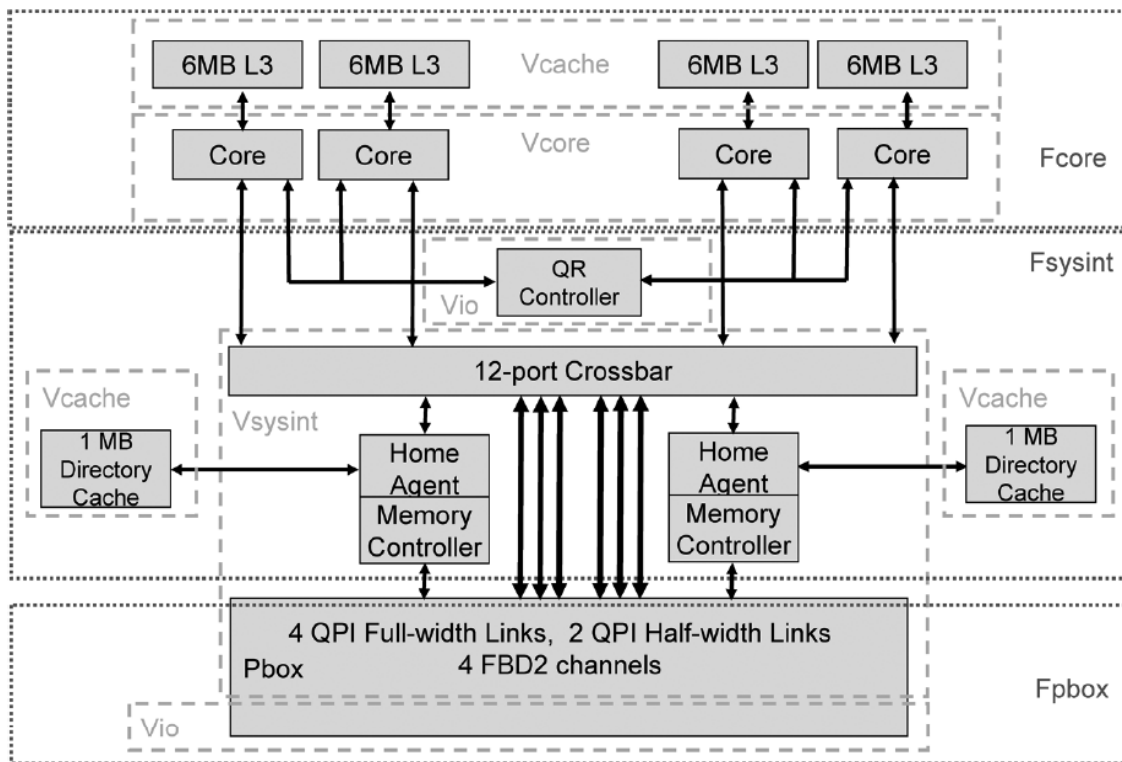 6MB L3
6MB L3
Vcache
6MB L3
6MB L3
Core
Core
Vcore
Core
Core
Fcore
Fsysint
QR
Controller
Vio
12-port Crossbar
Vcache
Vsysint
Vcache
1 MB
Directory
Cache
Home
Agent
Memory
Controller
Home
Agent
Memory
Controller
1 MB
Directory
Cache
4 QPI Full-width Links, 2 QPI Half-width Links
Pbox
4 FBD2 channels
Fpbox
Vio